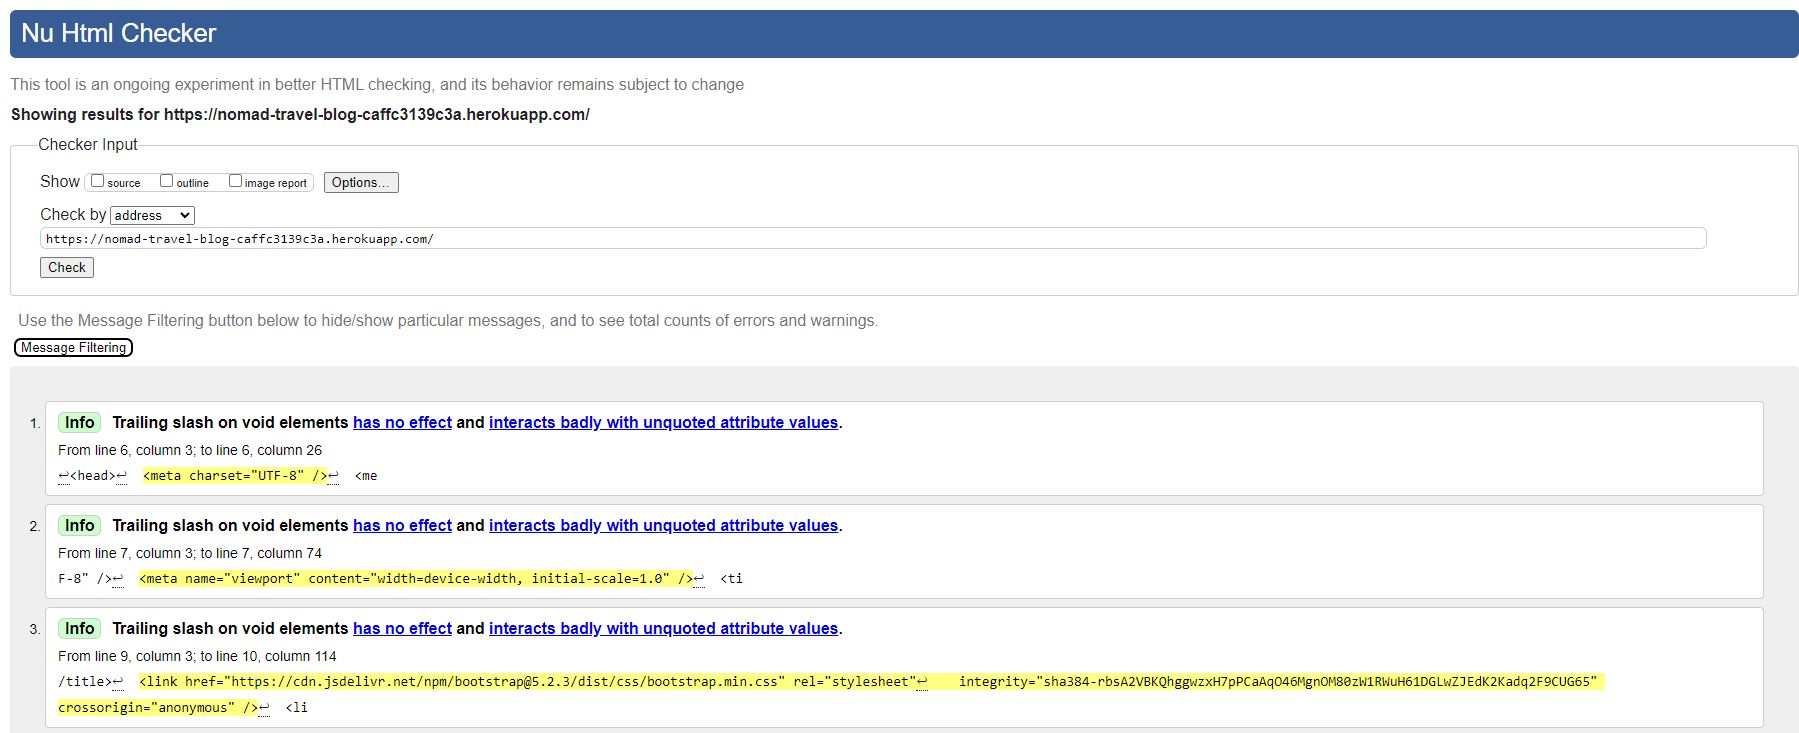 Nu Html Checker
This tool is an ongoing experiment in better HTML checking, and its behavior remains subject to change
Showing results for https://nomad-travel-blog-caffc3139c3a.herokuapp.com/
Checker Input
Show source outline image report Options...
Check by address
https://nomad-travel-blog-caffc3139c3a.herokuapp.com/
Check
Use the Message Filtering button below to hide/show particular messages, and to see total counts of errors and warnings.
Message Filtering
1. Info Trailing slash on void elements has no effect and interacts badly with unquoted attribute values.
From line 6, column 3; to line 6, column 26
↩<head>↩ <meta charset="UTF-8" />↩ <me
2. Info Trailing slash on void elements has no effect and interacts badly with unquoted attribute values.
From line 7, column 3; to line 7, column 74
F-8" />↩ <meta name="viewport" content="width=device-width, initial-scale=1.0" />↩ <ti
3. Info Trailing slash on void elements has no effect and interacts badly with unquoted attribute values.
From line 9, column 3; to line 10, column 114
/title>↩ <link href="https://cdn.jsdelivr.net/npm/bootstrap@5.2.3/dist/css/bootstrap.min.css" rel="stylesheet"↩ integrity="sha384-rbsA2VBKQhggwzxH7pPCaAqO46MgnOM80zW1RWuH61DGLwZJEdK2Kadq2F9CUG65"
crossorigin="anonymous" />↩ <li